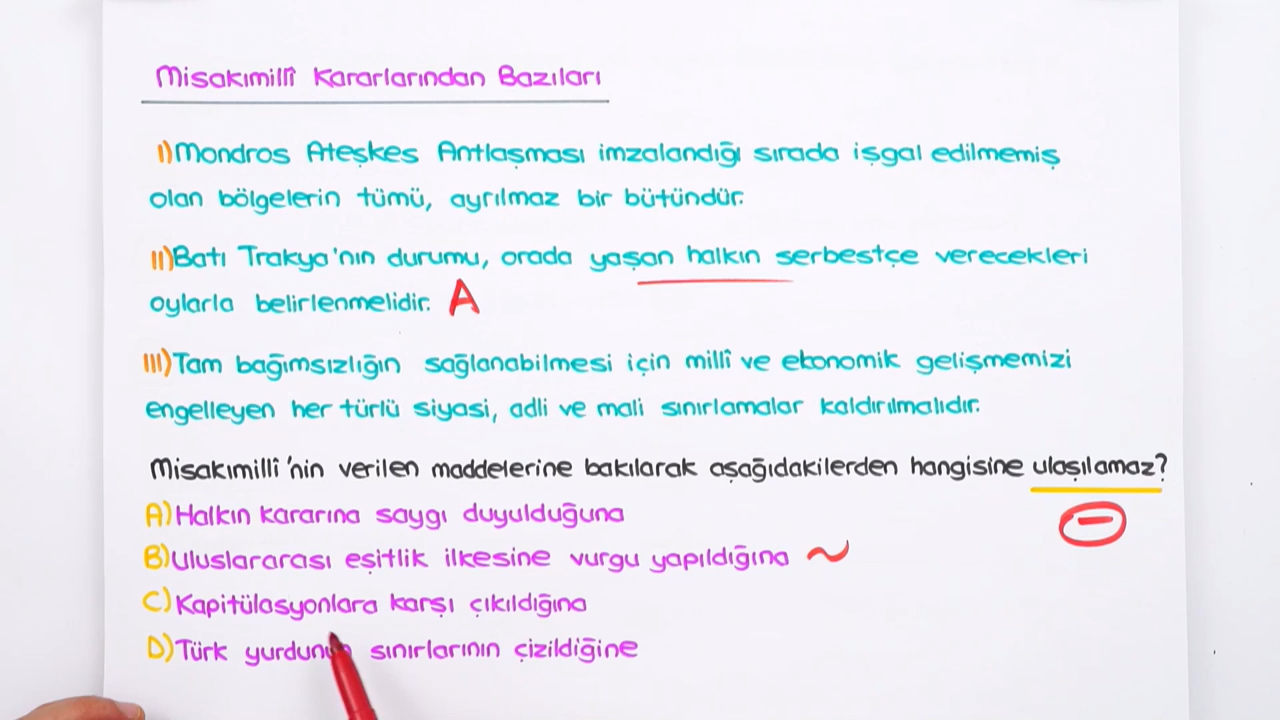 Misakımillî Kararlarından Bazıları
I) Mondros Ateşkes Antlaşması imzalandığı sırada işgal edilmemiş
olan bölgelerin tümü, ayrılmaz bir bütündür.
II) Batı Trakya'nın durumu, orada yaşan halkın serbestçe verecekleri
oylarla belirlenmelidir. A
III) Tam bağımsızlığın sağlanabilmesi için millî ve ekonomik gelişmemizi
engelleyen her türlü siyasi, adli ve mali sınırlamalar kaldırılmalıdır.
Misakımillî'nin verilen maddelerine bakılarak aşağıdakilerden hangisine ulaşılamaz?
A) Halkın kararına saygı duyulduğuna
B) Uluslararası eşitlik ilkesine vurgu yapıldığına
C) Kapitülasyonlara karşı çıkıldığına
D) Türk yurdunun sınırlarının çizildiğine